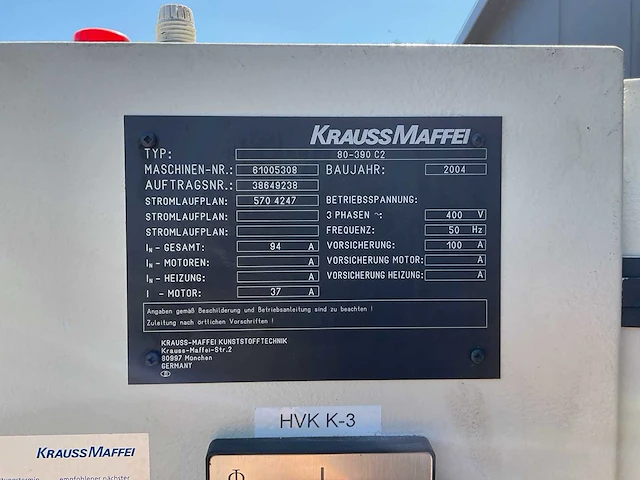 KRAUSSMAFFEI
TYP: 80-390 C2
MASCHINEN-NR.: 61005308 BAUJAHR: 2004
AUFTRAGSNR.: 38649238
STROMLAUFPLAN: 570 4247 BETRIEBSSPANNUNG:
STROMLAUFPLAN: 3 PHASEN ~: 400 V
STROMLAUFPLAN: FREQUENZ: 50 Hz
IN - GESAMT: 94 A VORSICHERUNG: 100 A
IN - MOTOREN: A VORSICHERUNG MOTOR: A
IN - HEIZUNG: A VORSICHERUNG HEIZUNG: A
I - MOTOR: 37 A
Angaben gemäß Beschilderung und Betriebsanleitung sind zu beachten !
Zuleitung nach örtlichen Vorschriften !
KRAUSS-MAFFEI KUNSTSTOFFTECHNIK
Krauss-Maffei-Str.2
80997 München
GERMANY
HVK K-3
KRAUSSMAFFEI
empfohlener nächster